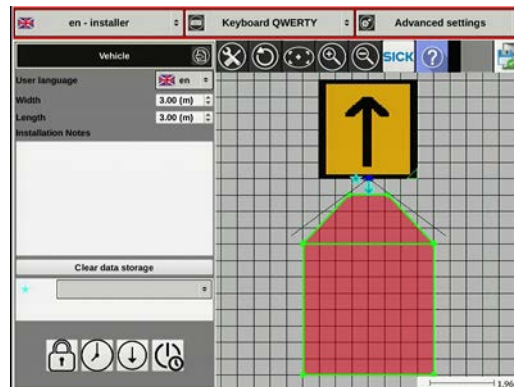 en - installer
Keyboard QWERTY
Advanced settings
Vehicle
SICK ?
User language
en
Width
3.00 (m)
Length
3.00 (m)
Installation Notes
Clear data storage
1.96